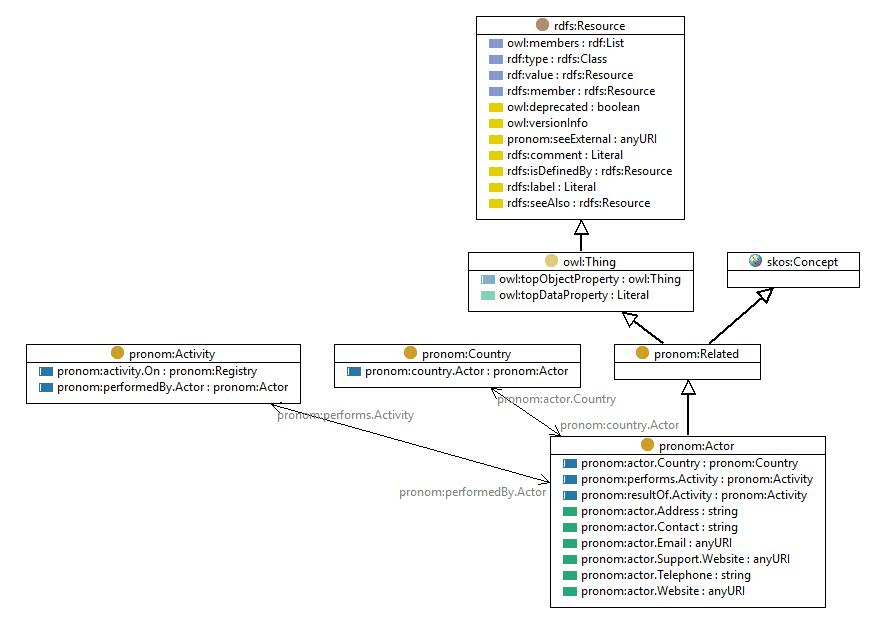 rdfs:Resource
owl:members : rdf:List
rdf:type : rdfs:Class
rdf:value : rdfs:Resource
rdfs:member : rdfs:Resource
owl:deprecated : boolean
owl:versionInfo
pronom:seeExternal : anyURI
rdfs:comment : Literal
rdfs:isDefinedBy : rdfs:Resource
rdfs:label : Literal
rdfs:seeAlso : rdfs:Resource
owl:Thing
owl:topObjectProperty : owl:Thing
owl:topDataProperty : Literal
skos:Concept
pronom:Activity
pronom:activity.On : pronom:Registry
pronom:performedBy.Actor : pronom:Actor
pronom:Country
pronom:country.Actor : pronom:Actor
pronom:Related
pronom:actor.Country
pronom:performs.Activity
pronom:country.Actor
pronom:performedBy.Actor
pronom:Actor
pronom:actor.Country : pronom:Country
pronom:performs.Activity : pronom:Activity
pronom:resultOf.Activity : pronom:Activity
pronom:actor.Address : string
pronom:actor.Contact : string
pronom:actor.Email : anyURI
pronom:actor.Support.Website : anyURI
pronom:actor.Telephone : string
pronom:actor.Website : anyURI